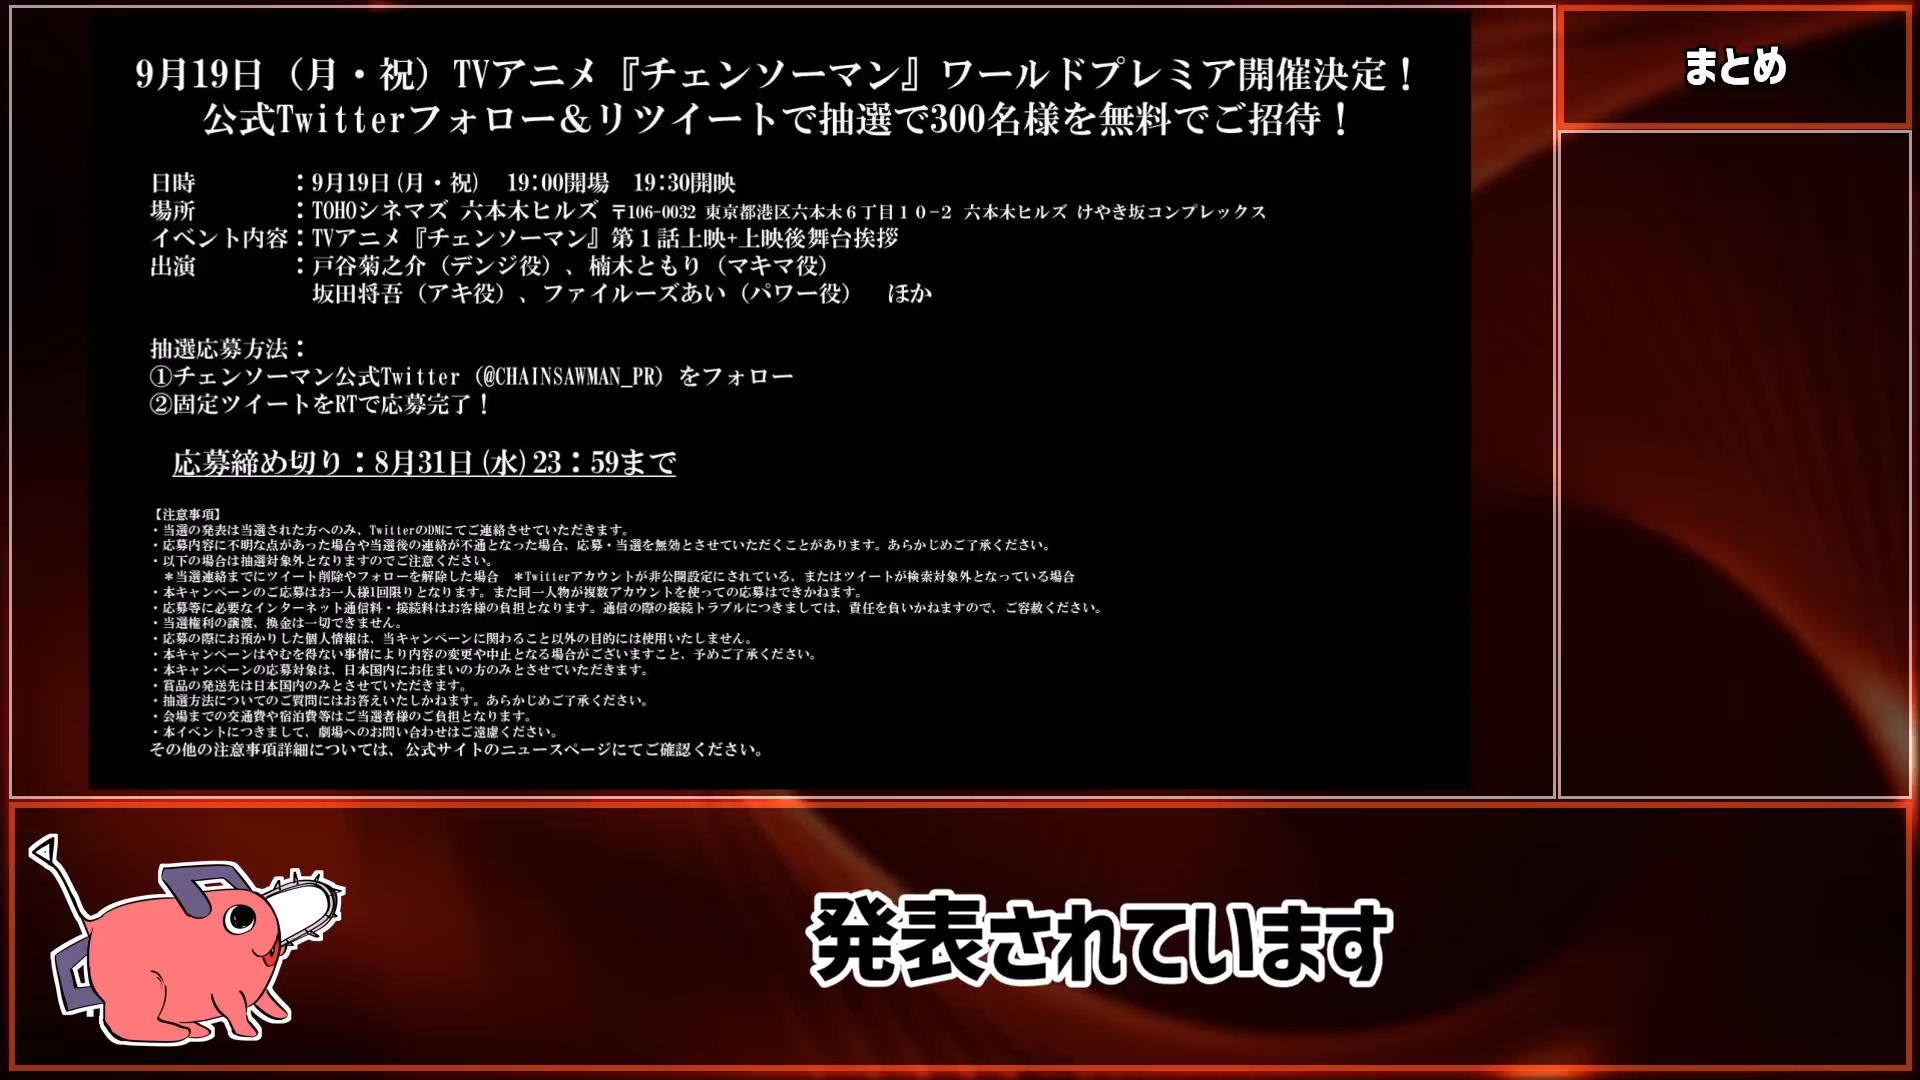 9月19日（月・祝）TVアニメ『チェンソーマン』ワールドプレミア開催決定！
公式Twitterフォロー＆リツイートで抽選で300名様を無料でご招待！
日時　　　　：9月19日(月・祝)　19:00開場　19:30開映
場所　　　　：TOHOシネマズ 六本木ヒルズ 〒106-0032 東京都港区六本木６丁目１０−２ 六本木ヒルズ けやき坂コンプレックス
イベント内容：TVアニメ『チェンソーマン』第１話上映+上映後舞台挨拶
出演　　　　：戸谷菊之介（デンジ役）、楠木ともり（マキマ役）
坂田将吾（アキ役）、ファイルーズあい（パワー役）　ほか
抽選応募方法：
①チェンソーマン公式Twitter（@CHAINSAWMAN_PR）をフォロー
②固定ツイートをRTで応募完了！
応募締め切り：8月31日(水)23：59まで
【注意事項】
・当選の発表は当選された方へのみ、TwitterのDMにてご連絡させていただきます。
・応募内容に不明な点があった場合や当選後の連絡が不通となった場合、応募・当選を無効とさせていただくことがあります。あらかじめご了承ください。
・以下の場合は抽選対象外となりますのでご注意ください。
＊当選連絡までにツイート削除やフォローを解除した場合　＊Twitterアカウントが非公開設定にされている、またはツイートが検索対象外となっている場合
・本キャンペーンのご応募はお一人様1回限りとなります。また同一人物が複数アカウントを使っての応募はできかねます。
・応募等に必要なインターネット通信料・接続料はお客様の負担となります。通信の際の接続トラブルにつきましては、責任を負いかねますので、ご容赦ください。
・当選権利の譲渡、換金は一切できません。
・応募の際にお預かりした個人情報は、当キャンペーンに関わること以外の目的には使用いたしません。
・本キャンペーンはやむを得ない事情により内容の変更や中止となる場合がございますこと、予めご了承ください。
・本キャンペーンの応募対象は、日本国内にお住まいの方のみとさせていただきます。
・賞品の発送先は日本国内のみとさせていただきます。
・抽選方法についてのご質問にはお答えいたしかねます。あらかじめご了承ください。
・会場までの交通費や宿泊費等はご当選者様のご負担となります。
・本イベントにつきまして、劇場へのお問い合わせはご遠慮ください。
その他の注意事項詳細については、公式サイトのニュースページにてご確認ください。
まとめ
発表されています